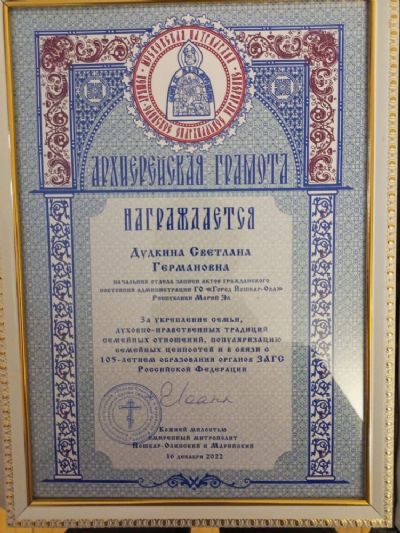 МОСКОВСКАЯ ПАТРИАРХИЯ
АРХИЕРЕЙСКАЯ ГРАМОТА
НАГРАЖДАЕТСЯ
Дудкина Светлана
Германовна
начальник отдела записи актов гражданского
состояния администрации ГО «Город Йошкар-Ола»
Республики Марий Эл
За укрепление семьи,
духовно-нравственных традиций
семейных отношений, популяризацию
семейных ценностей и в связи с
105-летием образования органов ЗАГС
Российской Федерации
Божией милостью
смиренный митрополит
Йошкар-Олинский и Марийский
16 декабря 2022